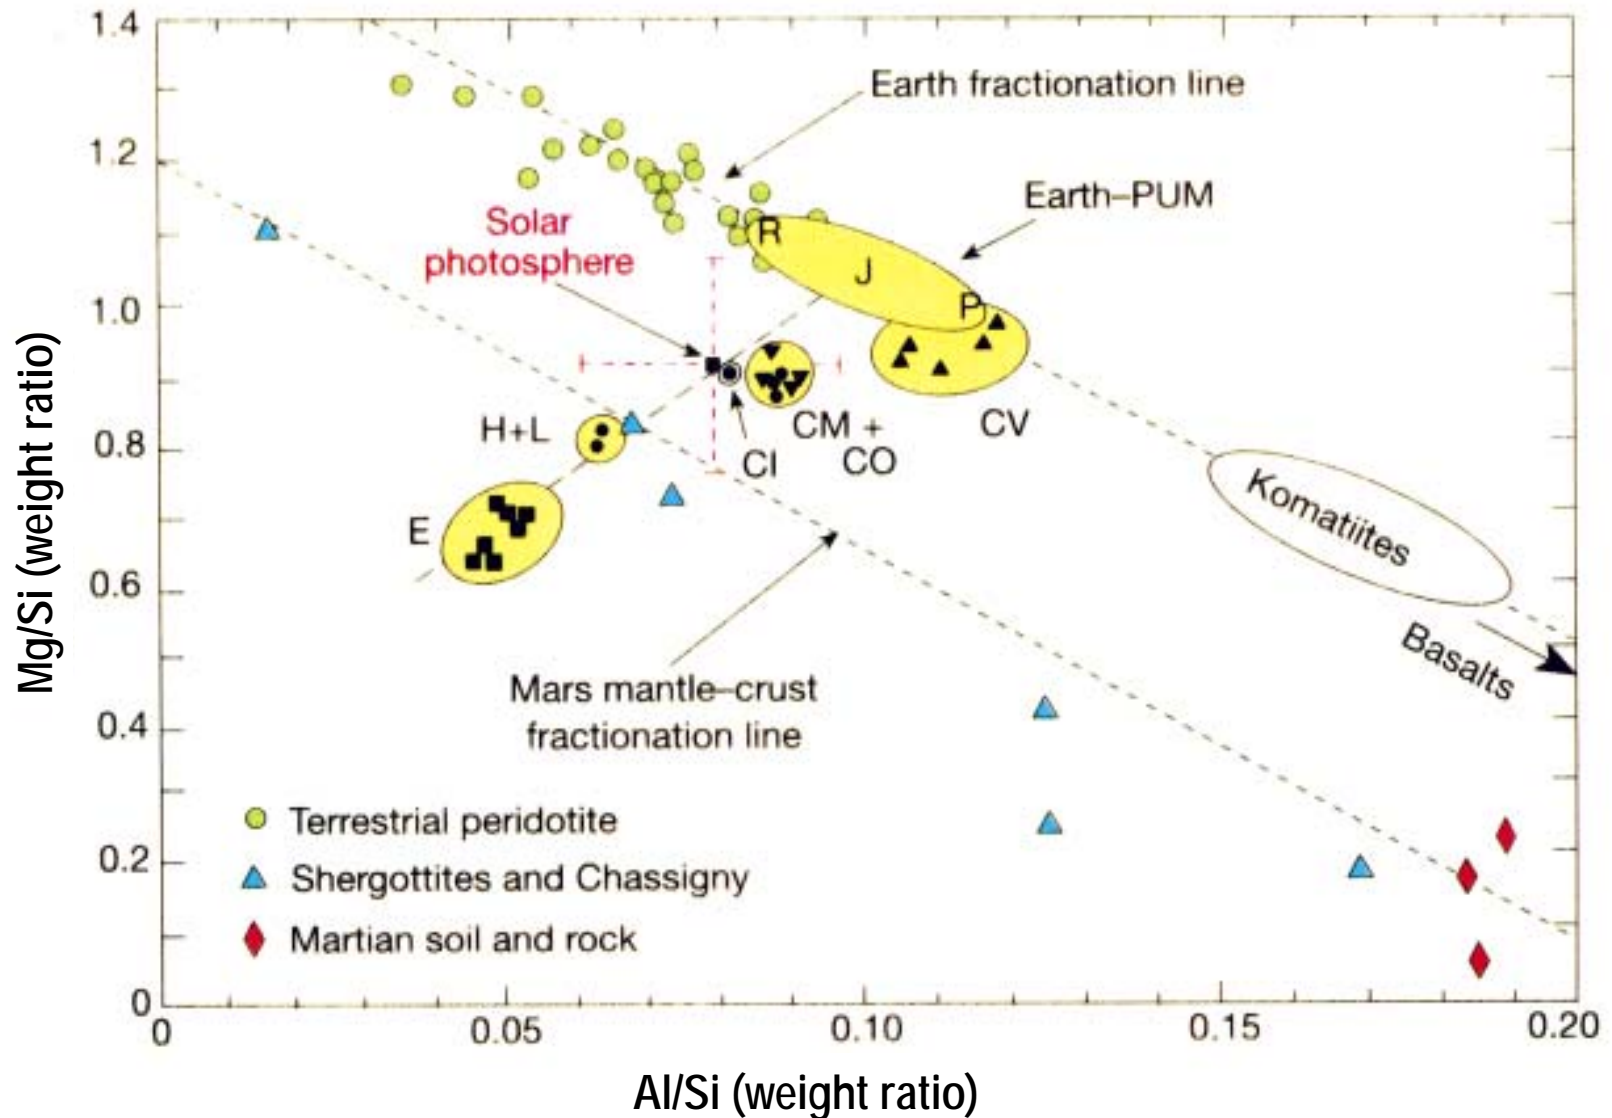 1.4
1.2
1.0
0.8
0.6
0.4
0.2
0
Mg/Si (weight ratio)
Earth fractionation line
Earth–PUM
Solar
photosphere
R
J
P
H+L
CM +
CO
CI
CV
E
Komatiites
Basalts
Mars mantle–crust
fractionation line
Terrestrial peridotite
Shergottites and Chassigny
Martian soil and rock
0
0.05
0.10
0.15
0.20
Al/Si (weight ratio)